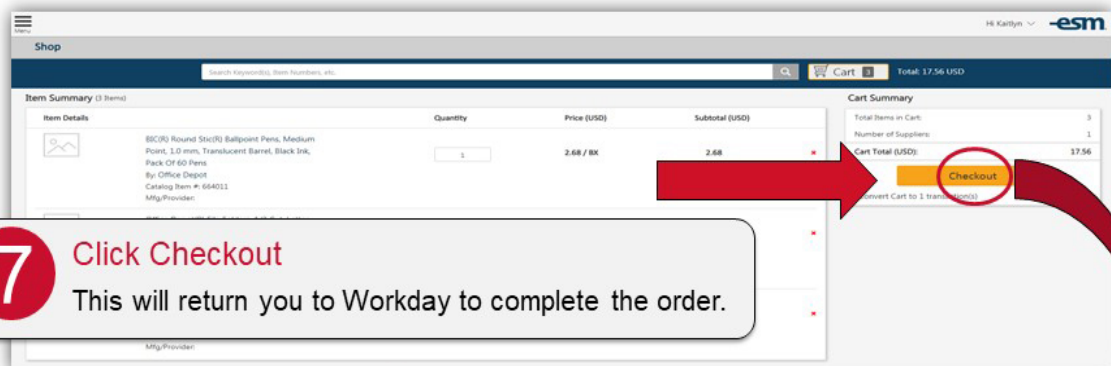 Menu
Hi Kaitlyn
esm
Shop
Search Keyword(s), Item Numbers, etc.
Cart 3
Total: 17.56 USD
Item Summary (3 Items)
Cart Summary
Item Details
Quantity
Price (USD)
Subtotal (USD)
Total Items in Cart: 3
Number of Suppliers: 1
Cart Total (USD): 17.56
BIC(R) Round Stic(R) Ballpoint Pens, Medium
Point, 1.0 mm, Translucent Barrel, Black Ink,
Pack Of 60 Pens
By: Office Depot
Catalog Item #: 664011
Mfg/Provider:
1
2.68 / BX
2.68
Checkout
Convert Cart to 1 transaction(s)
7
Click Checkout
This will return you to Workday to complete the order.
Mfg/Provider: